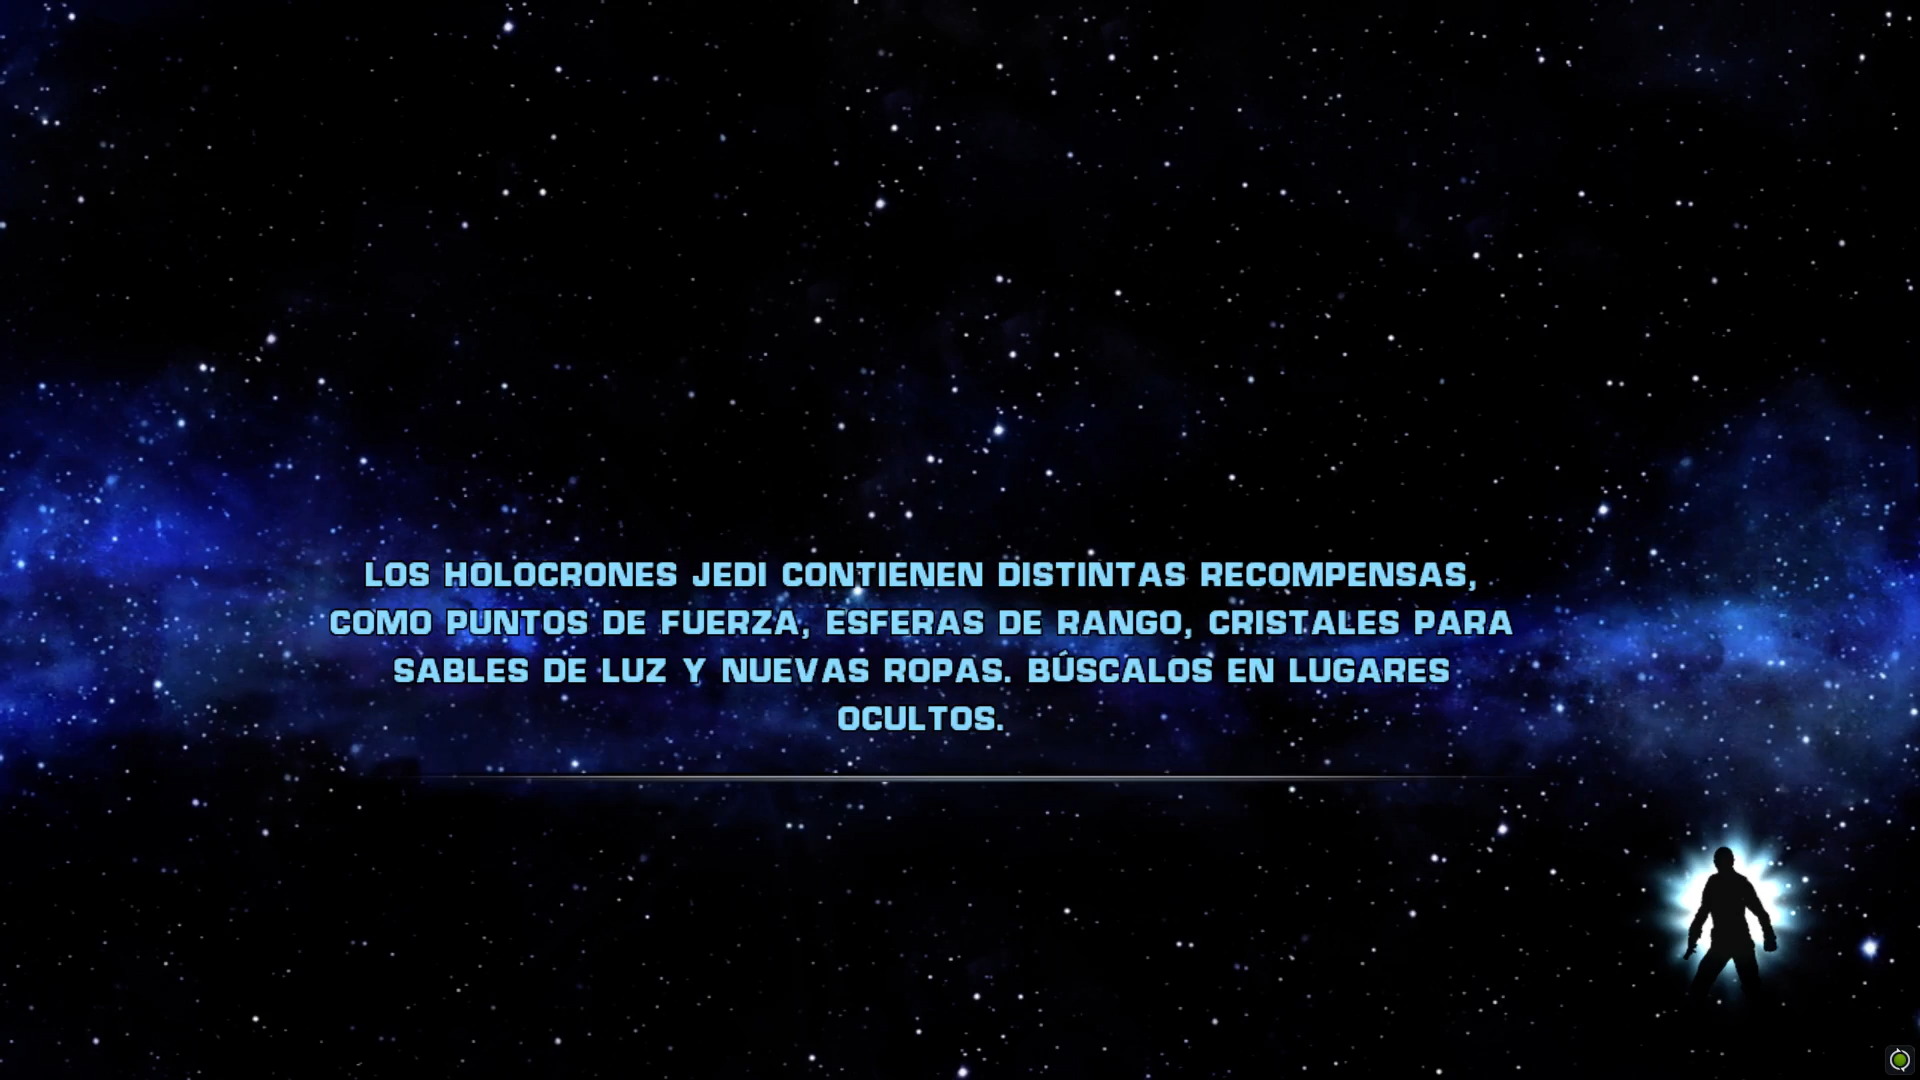 LOS HOLOCRONES JEDI CONTIENEN DISTINTAS RECOMPENSAS,
COMO PUNTOS DE FUERZA, ESFERAS DE RANGO, CRISTALES PARA
SABLES DE LUZ Y NUEVAS ROPAS. BÚSCALOS EN LUGARES
OCULTOS.